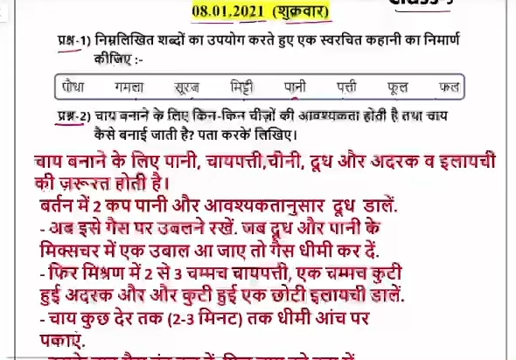 Class-5
08.01.2021 (शुक्रवार)
प्रश्न-1) निम्नलिखित शब्दों का उपयोग करते हुए एक स्वरचित कहानी का निमार्ण
कीजिए :-
पौधा गमला सूरज मिट्टी पानी पत्ती फूल फल
प्रश्न-2) चाय बनाने के लिए किन-किन चीज़ों की आवश्यकता होती है तथा चाय
कैसे बनाई जाती है? पता करके लिखिए।
चाय बनाने के लिए पानी, चायपत्ती,चीनी, दूध और अदरक व इलायची
की ज़रूरत होती है।
बर्तन में 2 कप पानी और आवश्यकतानुसार दूध डालें.
- अब इसे गैस पर उबलने रखें. जब दूध और पानी के
मिक्सचर में एक उबाल आ जाए तो गैस धीमी कर दें.
- फिर मिश्रण में 2 से 3 चम्मच चायपत्ती, एक चम्मच कुटी
हुई अदरक और और कुटी हुई एक छोटी इलायची डालें.
- चाय कुछ देर तक (2-3 मिनट) तक धीमी आंच पर
पकाएं.